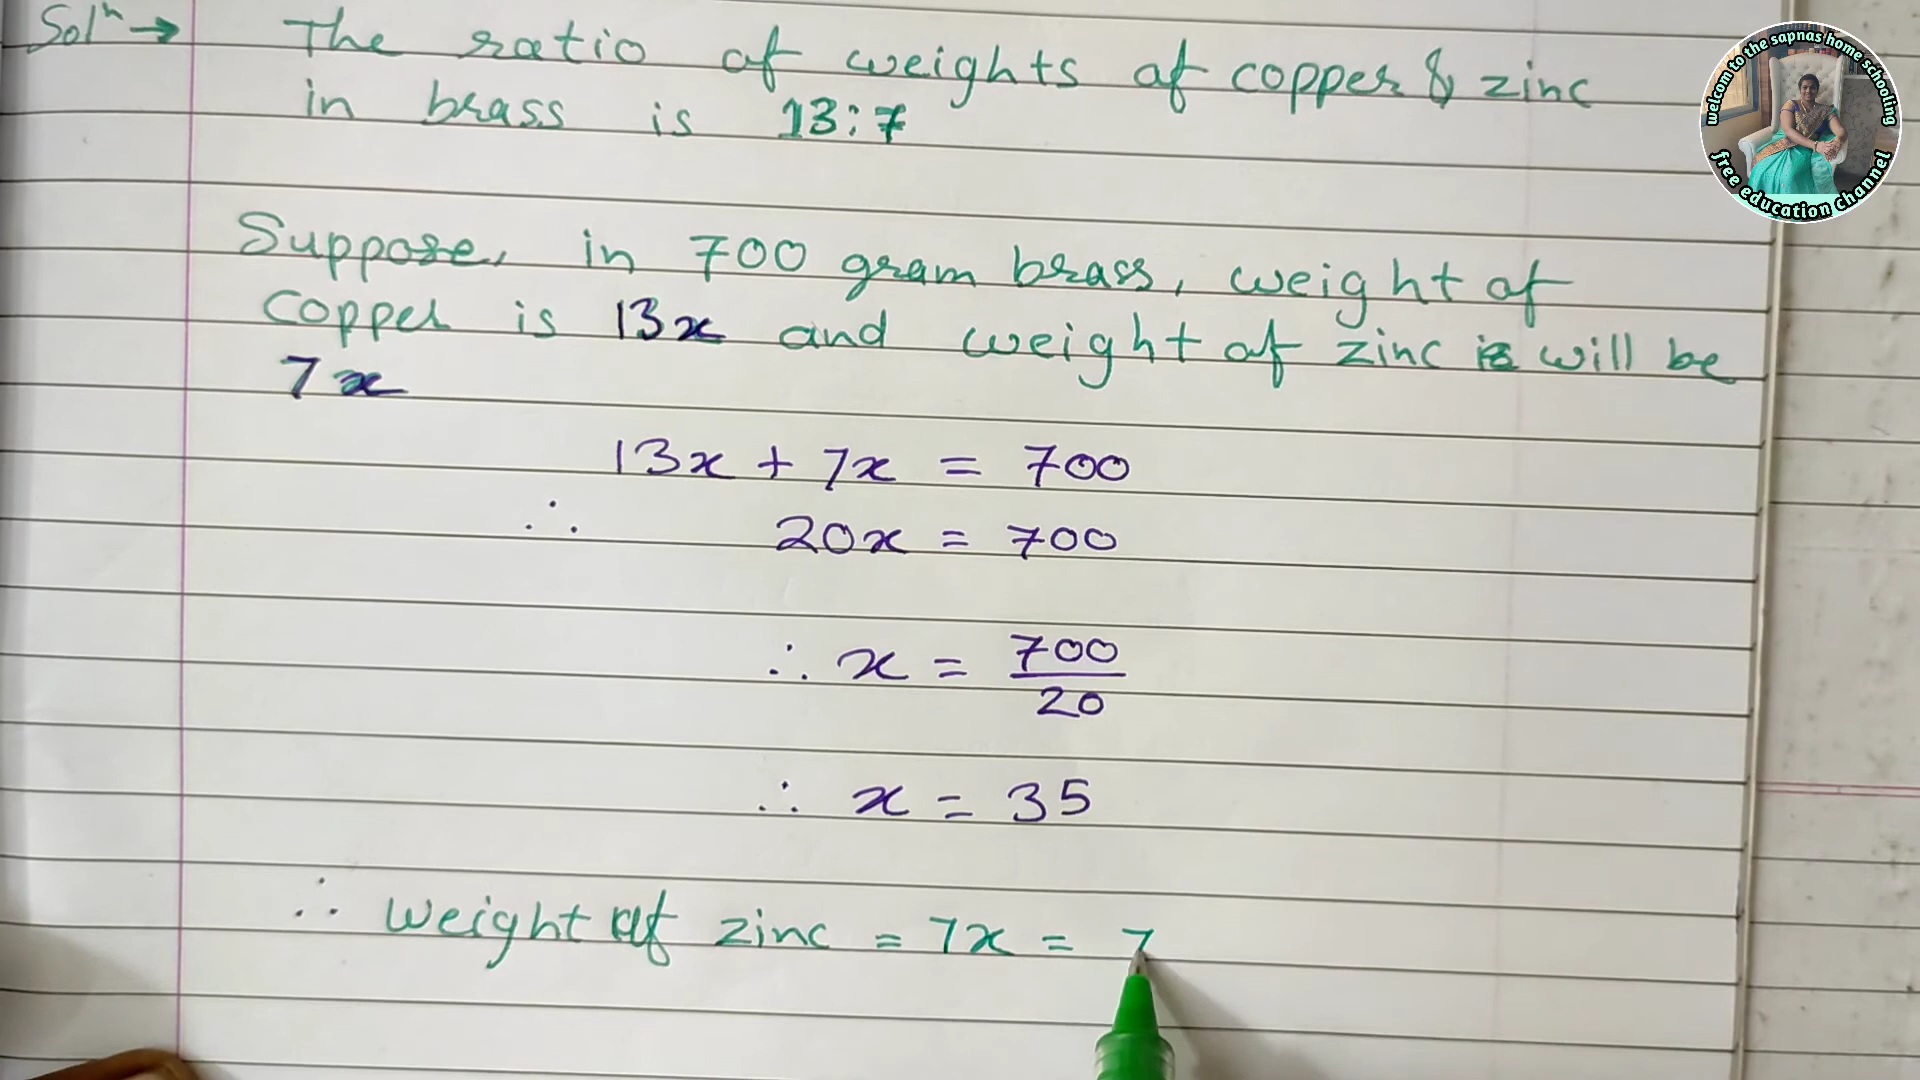 Solⁿ → The ratio of weights of copper & zinc
in brass is 13:7
Suppose, in 700 gram brass, weight of
copper is 13x and weight of zinc is will be
7x
13x + 7x = 700
∴ 20x = 700
∴ x = 700/20
∴ x = 35
∴ weight of zinc = 7x = 7
welcom to the sapnas home schooling
free education channel